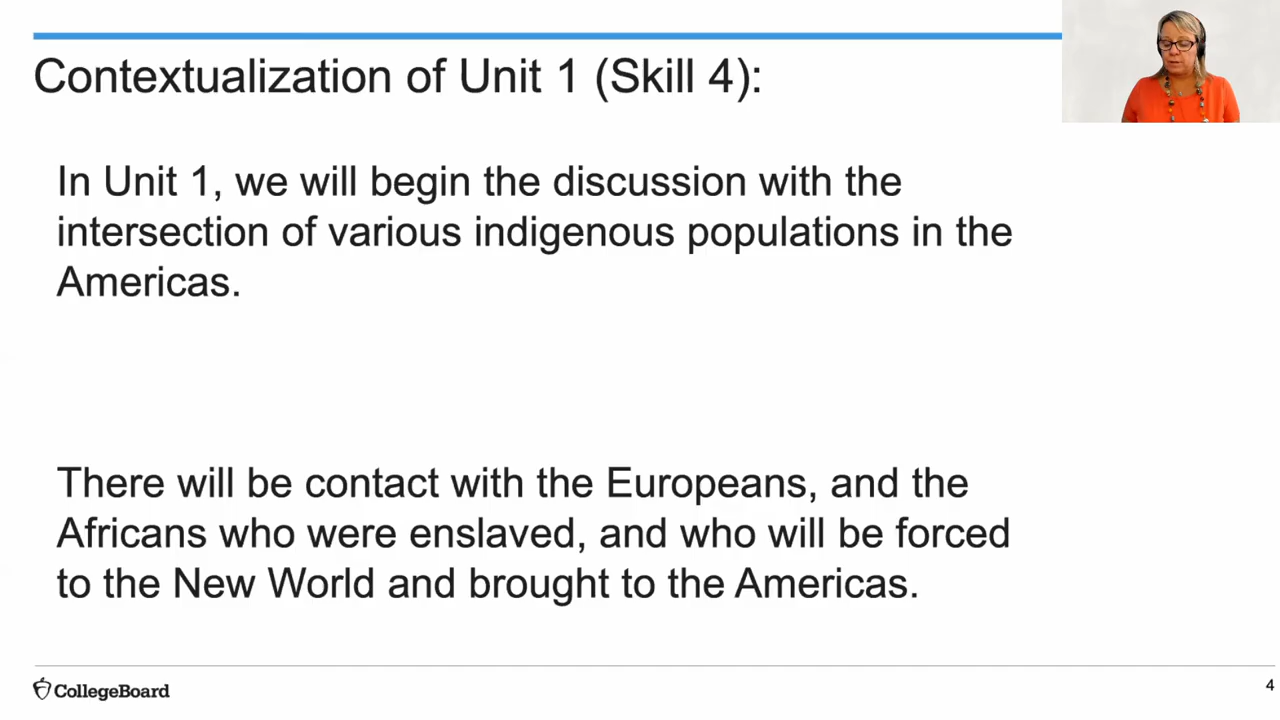 Contextualization of Unit 1 (Skill 4):
In Unit 1, we will begin the discussion with the
intersection of various indigenous populations in the
Americas.
There will be contact with the Europeans, and the
Africans who were enslaved, and who will be forced
to the New World and brought to the Americas.
CollegeBoard
4